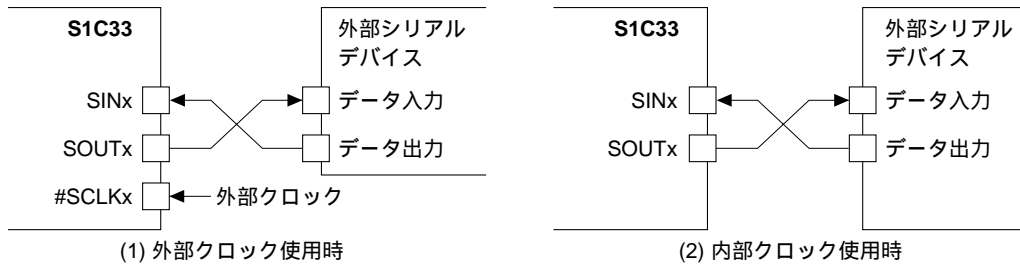 S1C33
外部シリアル
デバイス
SINx
データ入力
SOUTx
データ出力
#SCLKx
外部クロック
(1) 外部クロック使用時
S1C33
外部シリアル
デバイス
SINx
データ入力
SOUTx
データ出力
(2) 内部クロック使用時